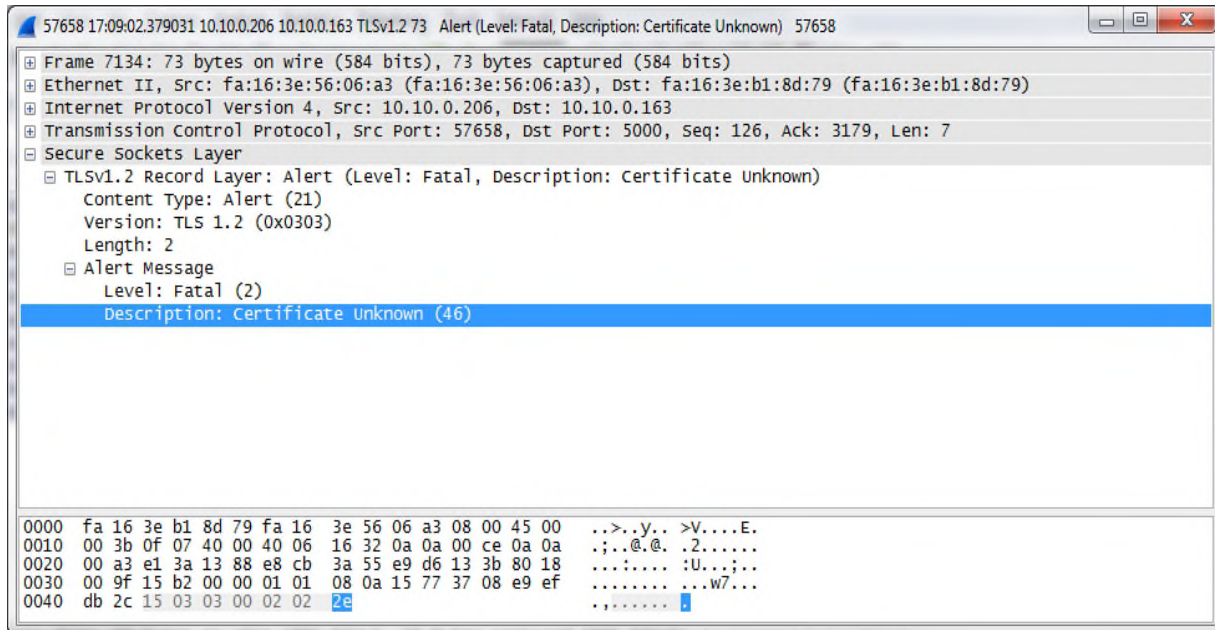 57658 17:09:02.379031 10.10.0.206 10.10.0.163 TLSv1.2 73 Alert (Level: Fatal, Description: Certificate Unknown) 57658
Frame 7134: 73 bytes on wire (584 bits), 73 bytes captured (584 bits)
Ethernet II, Src: fa:16:3e:56:06:a3 (fa:16:3e:56:06:a3), Dst: fa:16:3e:b1:8d:79 (fa:16:3e:b1:8d:79)
Internet Protocol Version 4, Src: 10.10.0.206, Dst: 10.10.0.163
Transmission Control Protocol, Src Port: 57658, Dst Port: 5000, Seq: 126, Ack: 3179, Len: 7
Secure Sockets Layer
TLSv1.2 Record Layer: Alert (Level: Fatal, Description: Certificate Unknown)
Content Type: Alert (21)
Version: TLS 1.2 (0x0303)
Length: 2
Alert Message
Level: Fatal (2)
Description: Certificate Unknown (46)
0000 fa 16 3e b1 8d 79 fa 16 3e 56 06 a3 08 00 45 00 ..>..y.. >V....E.
0010 00 3b 0f 07 40 00 40 06 16 32 0a 0a 00 ce 0a 0a .;..@.@. .2......
0020 00 a3 e1 3a 13 88 e8 cb 3a 55 e9 d6 13 3b 80 18 ...:.... :U...;..
0030 00 9f 15 b2 00 00 01 01 08 0a 15 77 37 08 e9 ef ........ ...w7...
0040 db 2c 15 03 03 00 02 02 2e .,...... .